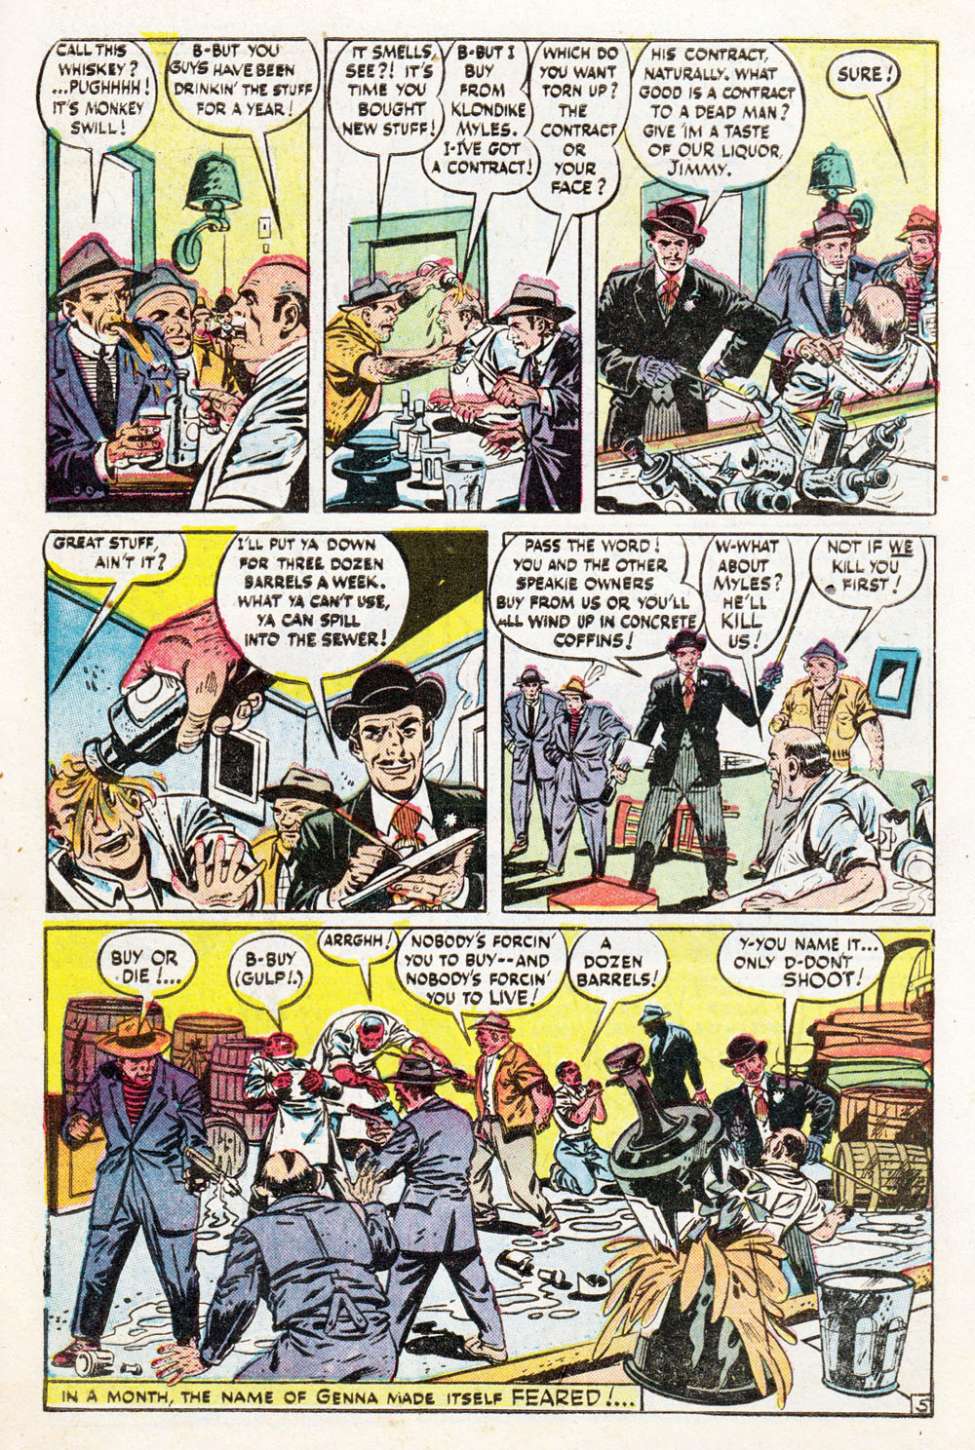 CALL THIS
WHISKEY?
...PUGHHHH!
IT'S MONKEY
SWILL!
B-BUT YOU
GUYS HAVE BEEN
DRINKIN' THE STUFF
FOR A YEAR!
IT SMELLS,
SEE?! IT'S
TIME YOU
BOUGHT
NEW STUFF!
B-BUT I
BUY
FROM
KLONDIKE
MYLES.
I-I'VE GOT
A CONTRACT!
WHICH DO
YOU WANT
TORN UP?
THE
CONTRACT
OR
YOUR
FACE?
HIS CONTRACT,
NATURALLY. WHAT
GOOD IS A CONTRACT
TO A DEAD MAN?
GIVE 'IM A TASTE
OF OUR LIQUOR,
JIMMY.
SURE!
GREAT STUFF,
AIN'T IT?
I'LL PUT YA DOWN
FOR THREE DOZEN
BARRELS A WEEK.
WHAT YA CAN'T USE,
YA CAN SPILL
INTO THE SEWER!
PASS THE WORD!
YOU AND THE OTHER
SPEAKIE OWNERS
BUY FROM US OR YOU'LL
ALL WIND UP IN CONCRETE
COFFINS!
W-WHAT
ABOUT
MYLES?
HE'LL
KILL
US!
NOT IF WE
KILL YOU
FIRST!
BUY OR
DIE!...
B-BUY
(GULP!.)
ARRGHH!
NOBODY'S FORCIN'
YOU TO BUY--AND
NOBODY'S FORCIN'
YOU TO LIVE!
A
DOZEN
BARRELS!
Y-YOU NAME IT...
ONLY D-DON'T
SHOOT!
IN A MONTH, THE NAME OF GENNA MADE ITSELF FEARED!...
5